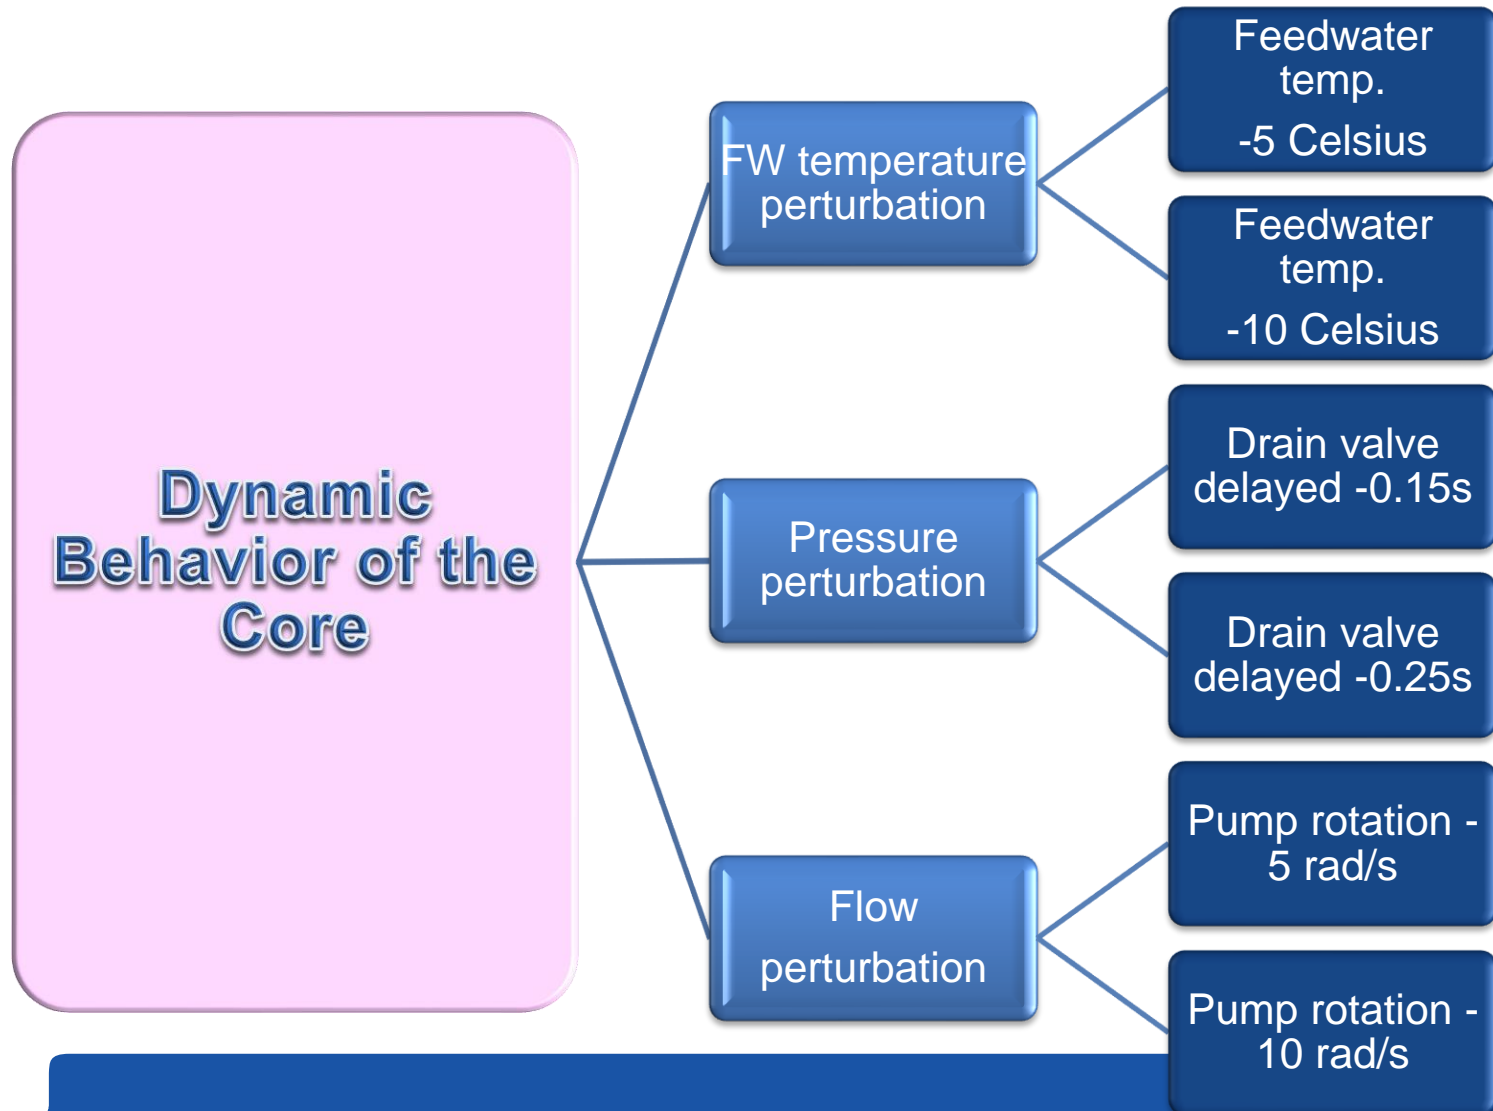 Dynamic
Behavior of the
Core
FW temperature
perturbation
Feedwater
temp.
-5 Celsius
Feedwater
temp.
-10 Celsius
Pressure
perturbation
Drain valve
delayed -0.15s
Drain valve
delayed -0.25s
Flow
perturbation
Pump rotation -
5 rad/s
Pump rotation -
10 rad/s